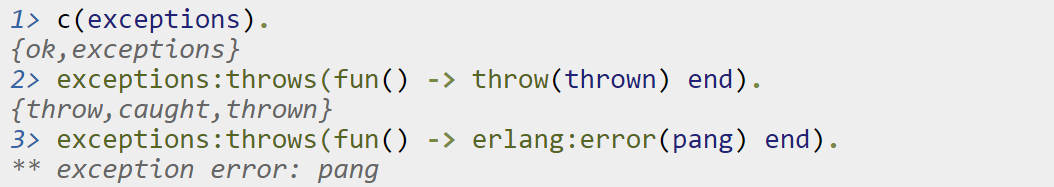 1> c(exceptions).
{ok,exceptions}
2> exceptions:throws(fun() -> throw(thrown) end).
{throw,caught,thrown}
3> exceptions:throws(fun() -> erlang:error(pang) end).
** exception error: pang